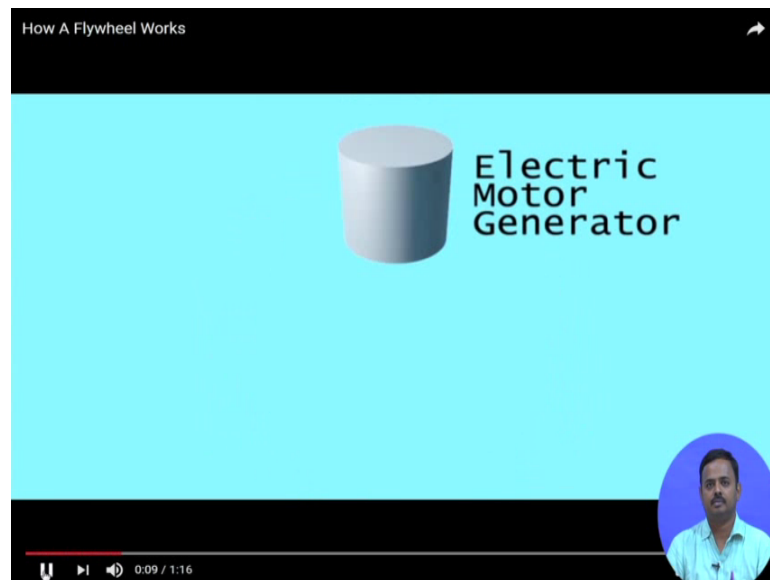 How A Flywheel Works
Electric
Motor
Generator
0:09 / 1:16